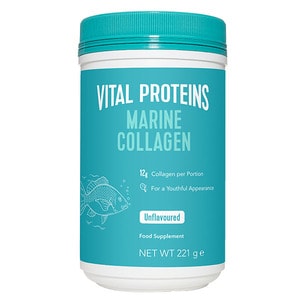 VITAL PROTEINS
MARINE
COLLAGEN
12g Collagen per Portion
For a Youthful Appearance
Unflavoured
Food Supplement
NET WT 221 g